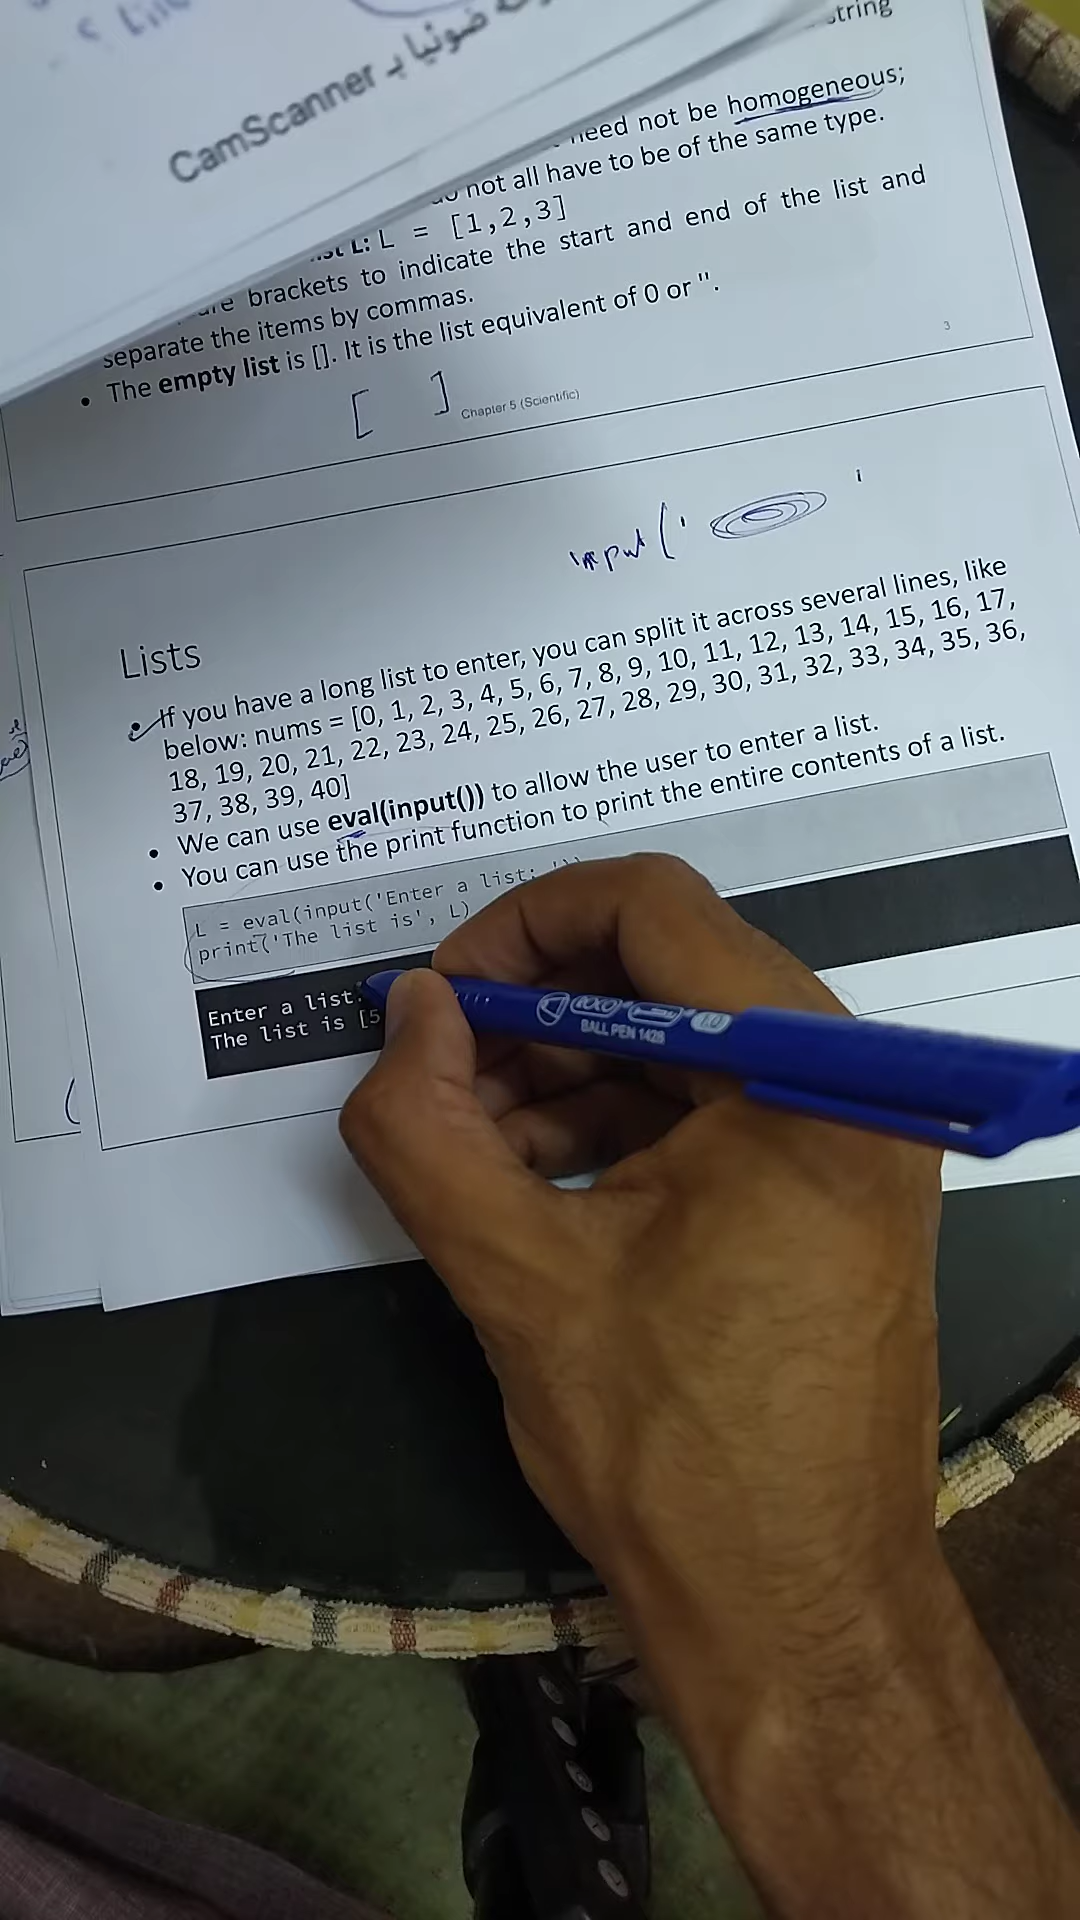 CamScanner ضوئيا بـ
string
need not be homogeneous;
not all have to be of the same type.
L: L = [1,2,3]
brackets to indicate the start and end of the list and
separate the items by commas.
• The empty list is []. It is the list equivalent of 0 or ''.
3
[ ]
Chapter 5 (Scientific)
input('
Lists
• If you have a long list to enter, you can split it across several lines, like
below: nums = [0, 1, 2, 3, 4, 5, 6, 7, 8, 9, 10, 11, 12, 13, 14, 15, 16, 17,
18, 19, 20, 21, 22, 23, 24, 25, 26, 27, 28, 29, 30, 31, 32, 33, 34, 35, 36,
37, 38, 39, 40]
• We can use eval(input()) to allow the user to enter a list.
• You can use the print function to print the entire contents of a list.
L = eval(input('Enter a list: '))
print('The list is', L)
Enter a list:
The list is [5
BALL PEN 1428
1.0